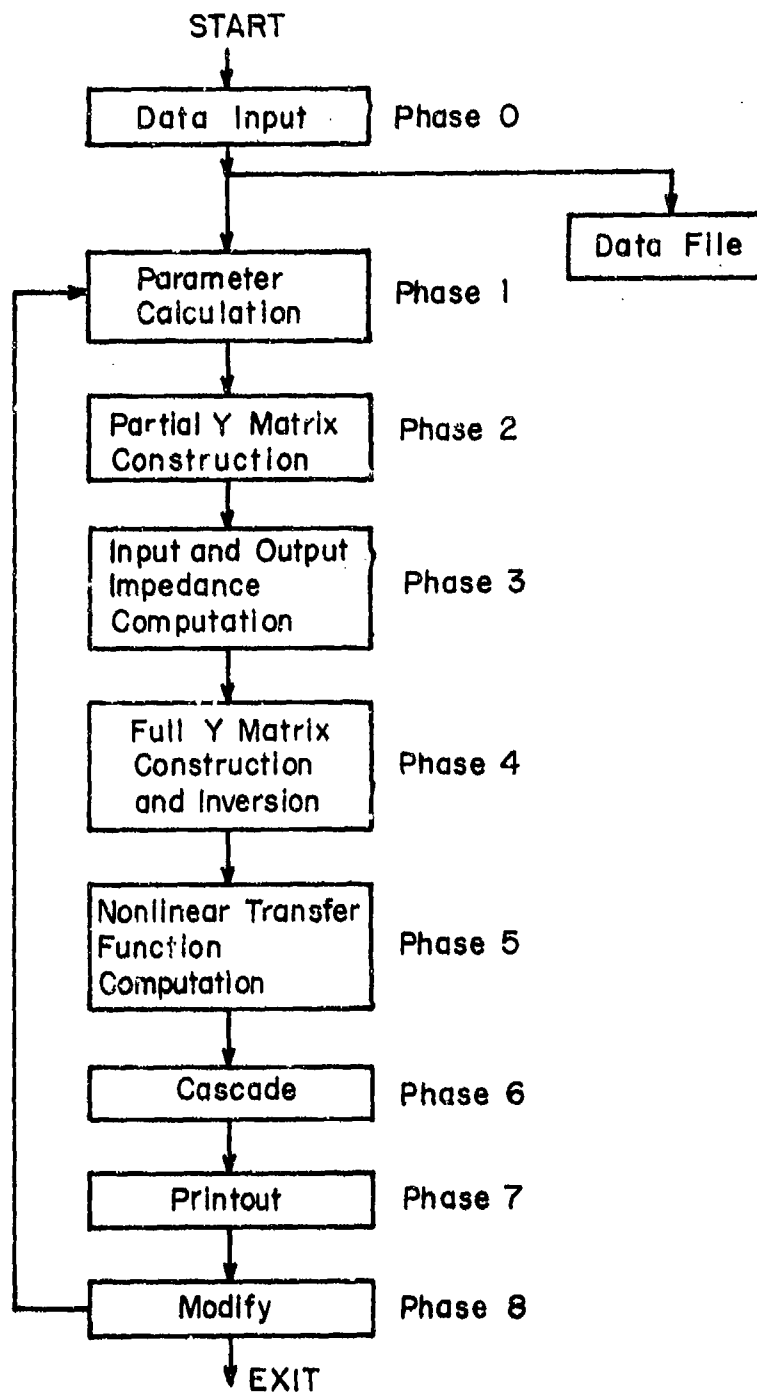 START
Data Input
Phase 0
Data File
Parameter
Calculation
Phase 1
Partial Y Matrix
Construction
Phase 2
Input and Output
Impedance
Computation
Phase 3
Full Y Matrix
Construction
and Inversion
Phase 4
Nonlinear Transfer
Function
Computation
Phase 5
Cascade
Phase 6
Printout
Phase 7
Modify
Phase 8
EXIT